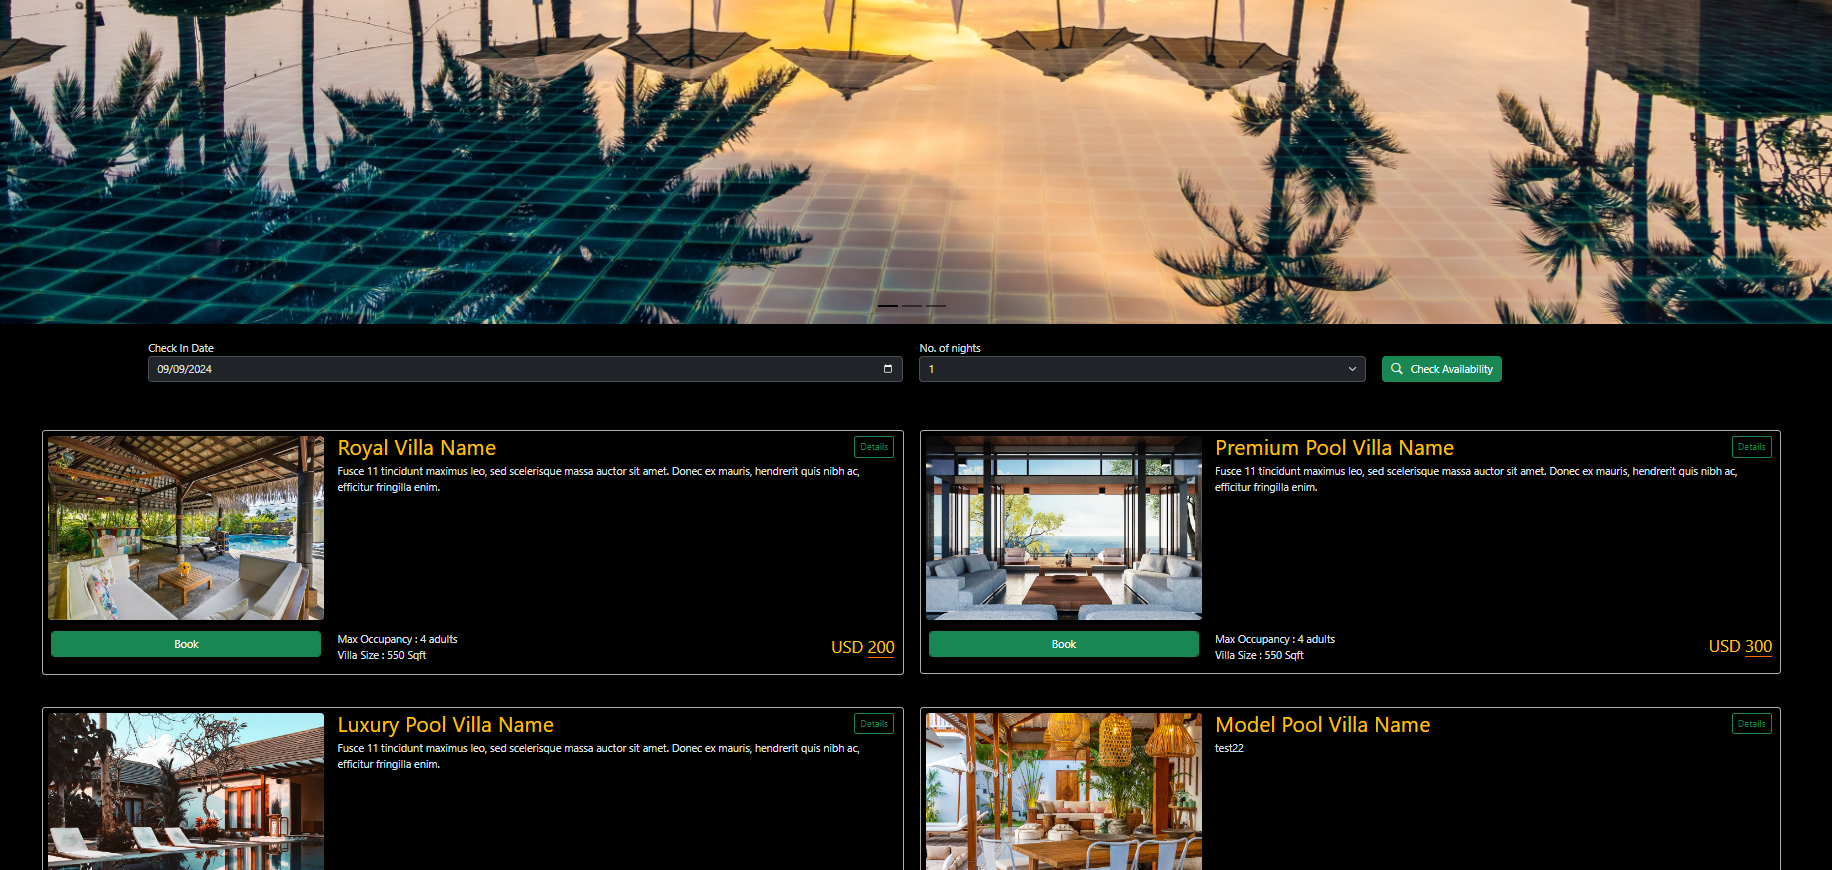 Check In Date
No. of nights
09/09/2024
1
Check Availability
Royal Villa Name
Details
Fusce 11 tincidunt maximus leo, sed scelerisque massa auctor sit amet. Donec ex mauris, hendrerit quis nibh ac,
efficitur fringilla enim.
Book
Max Occupancy : 4 adults
Villa Size : 550 Sqft
USD 200
Premium Pool Villa Name
Details
Fusce 11 tincidunt maximus leo, sed scelerisque massa auctor sit amet. Donec ex mauris, hendrerit quis nibh ac,
efficitur fringilla enim.
Book
Max Occupancy : 4 adults
Villa Size : 550 Sqft
USD 300
Luxury Pool Villa Name
Details
Fusce 11 tincidunt maximus leo, sed scelerisque massa auctor sit amet. Donec ex mauris, hendrerit quis nibh ac,
efficitur fringilla enim.
Model Pool Villa Name
Details
test22